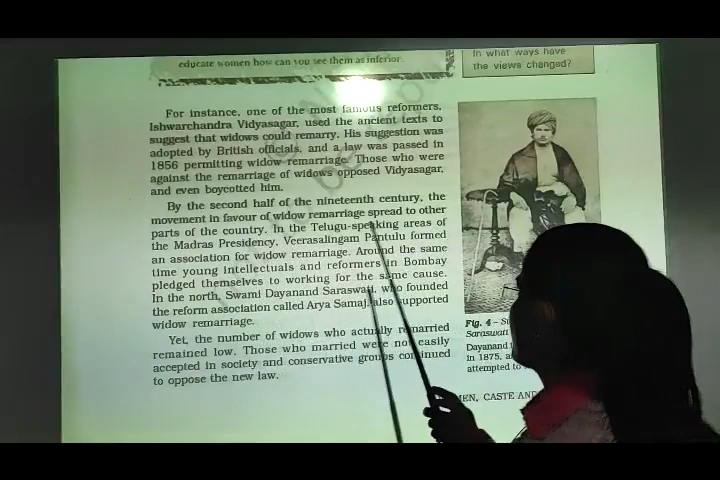 educate women how can you see them as inferior.
In what ways have
the views changed?
For instance, one of the most famous reformers,
Ishwarchandra Vidyasagar, used the ancient texts to
suggest that widows could remarry. His suggestion was
adopted by British officials, and a law was passed in
1856 permitting widow remarriage. Those who were
against the remarriage of widows opposed Vidyasagar,
and even boycotted him.
By the second half of the nineteenth century, the
movement in favour of widow remarriage spread to other
parts of the country. In the Telugu-speaking areas of
the Madras Presidency, Veerasalingam Pantulu formed
an association for widow remarriage. Around the same
time young intellectuals and reformers in Bombay
pledged themselves to working for the same cause.
In the north, Swami Dayanand Saraswati, who founded
the reform association called Arya Samaj, also supported
widow remarriage.
Yet, the number of widows who actually remarried
remained low. Those who married were not easily
accepted in society and conservative groups continued
to oppose the new law.
Fig. 4 –
Saraswati
Dayanand
in 1875,
attempted to
CASTE AND